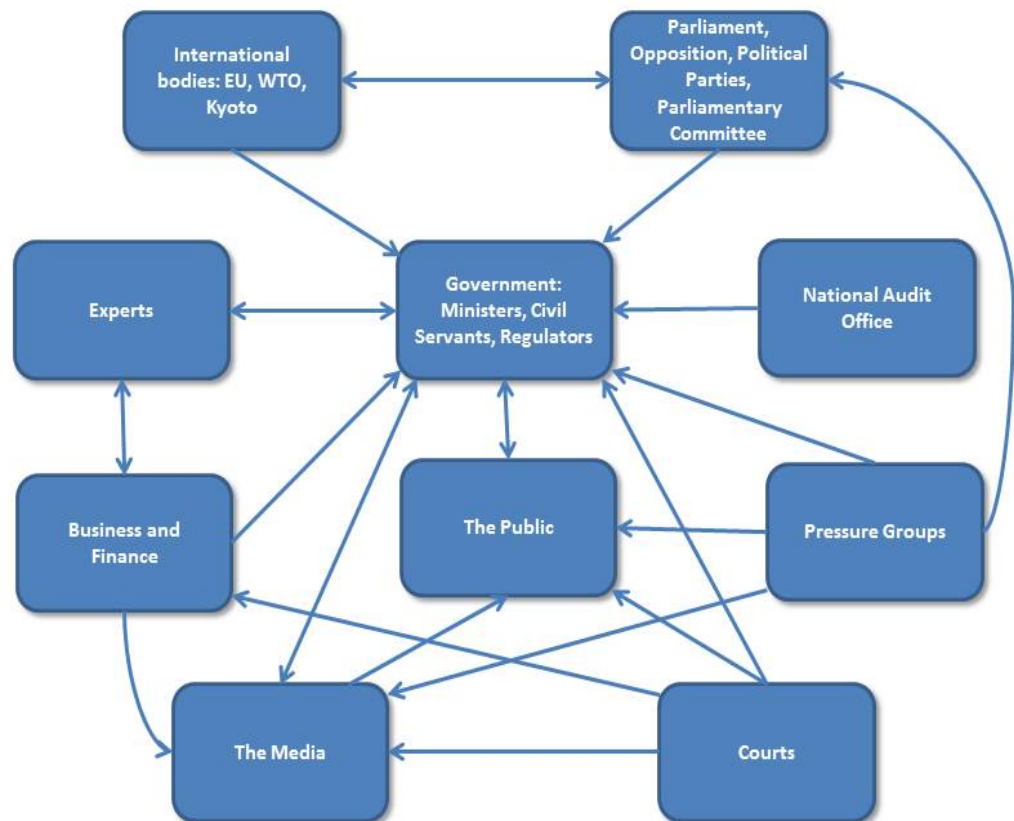 International
bodies: EU, WTO,
Kyoto
Parliament,
Opposition, Political
Parties,
Parliamentary
Committee
Experts
Government:
Ministers, Civil
Servants, Regulators
National Audit
Office
Business and
Finance
The Public
Pressure Groups
The Media
Courts